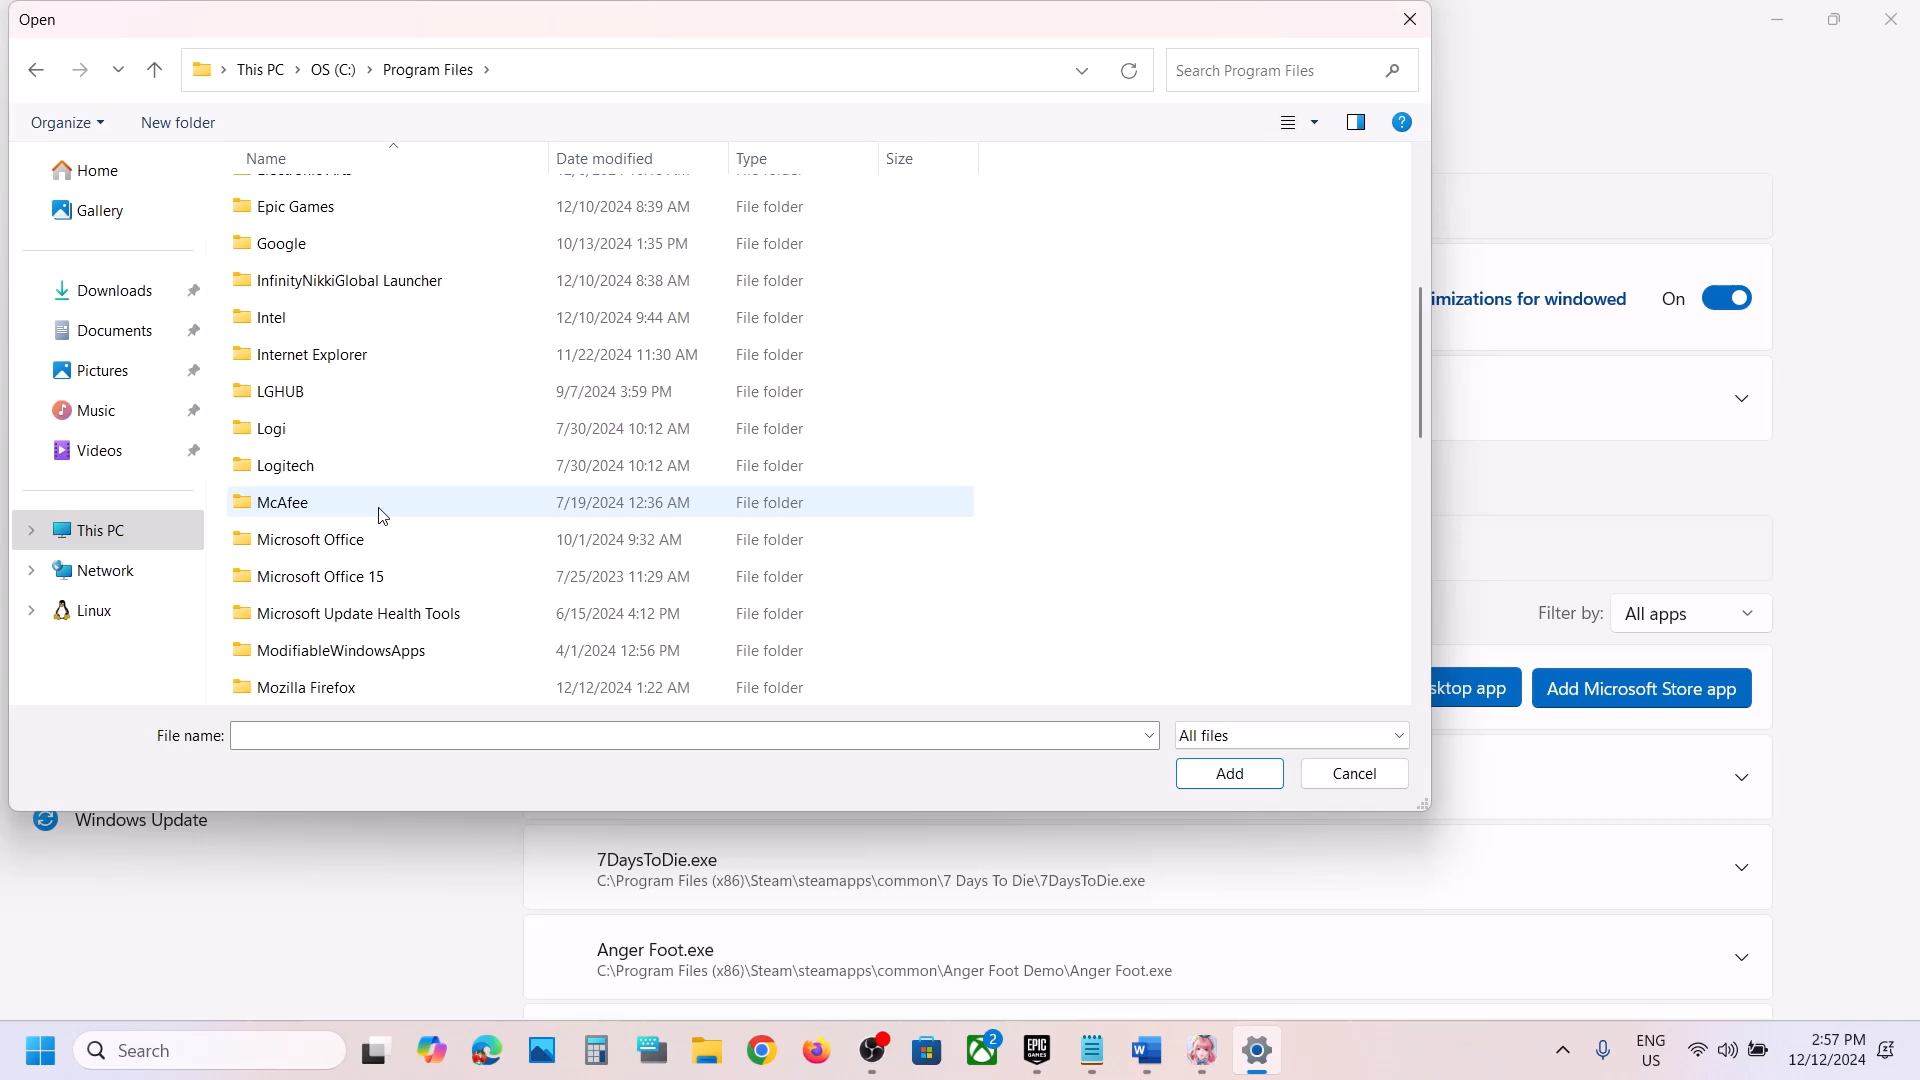 Open
This PC > OS (C:) > Program Files >
Search Program Files
Organize
New folder
Name
Date modified
Type
Size
Home
Gallery
Downloads
Documents
Pictures
Music
Videos
This PC
Network
Linux
Epic Games 12/10/2024 8:39 AM File folder
Google 10/13/2024 1:35 PM File folder
InfinityNikkiGlobal Launcher 12/10/2024 8:38 AM File folder
Intel 12/10/2024 9:44 AM File folder
Internet Explorer 11/22/2024 11:30 AM File folder
LGHUB 9/7/2024 3:59 PM File folder
Logi 7/30/2024 10:12 AM File folder
Logitech 7/30/2024 10:12 AM File folder
McAfee 7/19/2024 12:36 AM File folder
Microsoft Office 10/1/2024 9:32 AM File folder
Microsoft Office 15 7/25/2023 11:29 AM File folder
Microsoft Update Health Tools 6/15/2024 4:12 PM File folder
ModifiableWindowsApps 4/1/2024 12:56 PM File folder
Mozilla Firefox 12/12/2024 1:22 AM File folder
File name:
All files
Add
Cancel
imizations for windowed On
Filter by: All apps
sktop app
Add Microsoft Store app
Windows Update
7DaysToDie.exe
C:\Program Files (x86)\Steam\steamapps\common\7 Days To Die\7DaysToDie.exe
Anger Foot.exe
C:\Program Files (x86)\Steam\steamapps\common\Anger Foot Demo\Anger Foot.exe
Search
EPIC GAMES
2
ENG
US
2:57 PM
12/12/2024